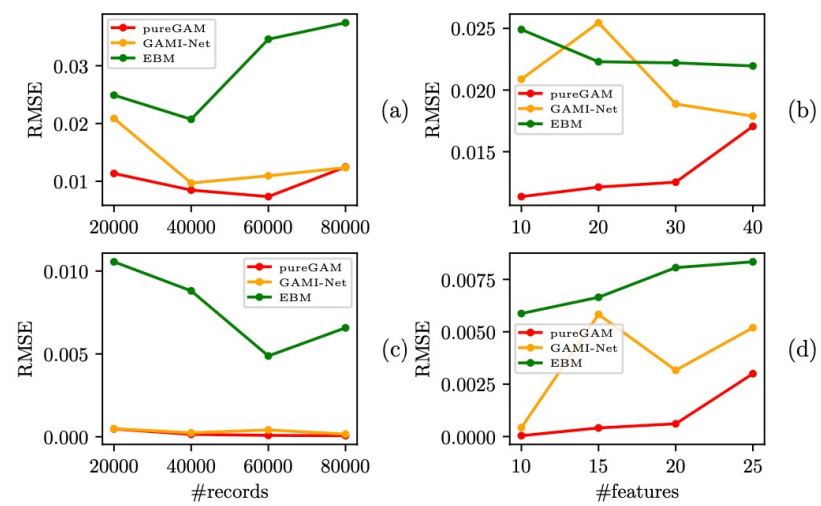 pureGAM
GAMI-Net
EBM
0.03
0.02
0.01
RMSE
20000 40000 60000 80000
(a)
0.025
0.020
0.015
RMSE
pureGAM
GAMI-Net
EBM
10 20 30 40
(b)
0.010
0.005
0.000
RMSE
pureGAM
GAMI-Net
EBM
20000 40000 60000 80000
#records
(c)
0.0075
0.0050
0.0025
0.0000
RMSE
pureGAM
GAMI-Net
EBM
10 15 20 25
#features
(d)